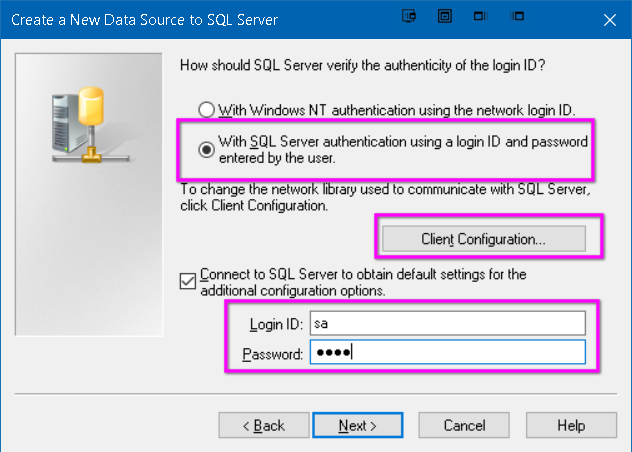 Create a New Data Source to SQL Server
How should SQL Server verify the authenticity of the login ID?
With Windows NT authentication using the network login ID.
With SQL Server authentication using a login ID and password
entered by the user.
To change the network library used to communicate with SQL Server,
click Client Configuration.
Client Configuration...
Connect to SQL Server to obtain default settings for the
additional configuration options.
Login ID: sa
Password: ●●●●
< Back Next > Cancel Help